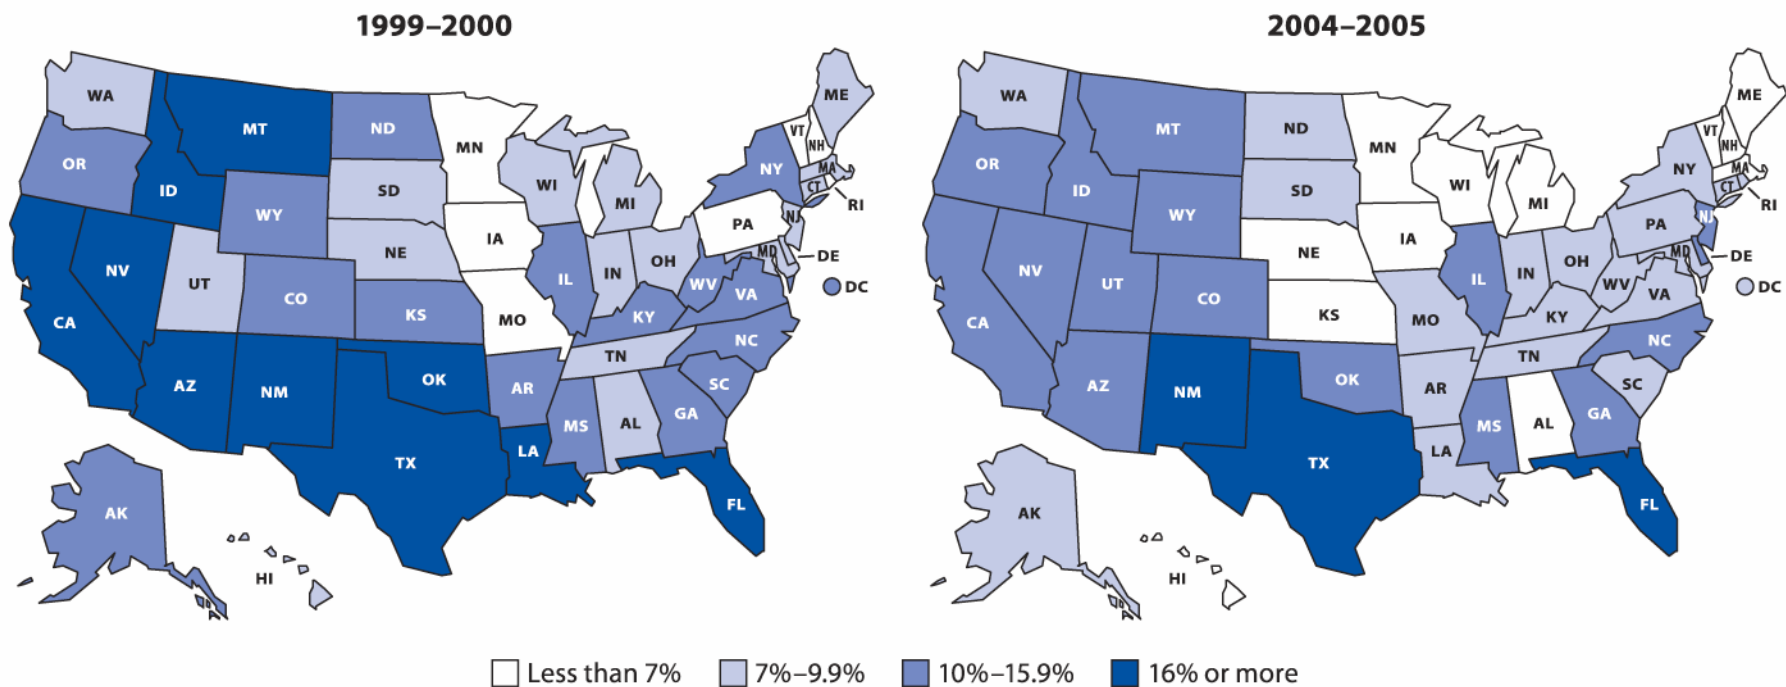 1999–2000
WA
MT
ND
MN
OR
ID
WY
SD
WI
MI
NY
VT
NH
ME
MA
CT
RI
IA
NE
PA
NJ
NV
UT
CO
KS
MO
IL
IN
OH
WV
MD
DE
DC
VA
KY
CA
AZ
NM
OK
AR
TN
NC
SC
TX
LA
MS
AL
GA
FL
AK
HI
2004–2005
WA
MT
ND
MN
OR
ID
WY
SD
WI
MI
NY
VT
NH
ME
MA
CT
RI
IA
NE
PA
NJ
NV
UT
CO
KS
MO
IL
IN
OH
WV
MD
DE
DC
VA
KY
CA
AZ
NM
OK
AR
TN
NC
SC
TX
LA
MS
AL
GA
FL
AK
HI
Less than 7% 7%–9.9% 10%–15.9% 16% or more